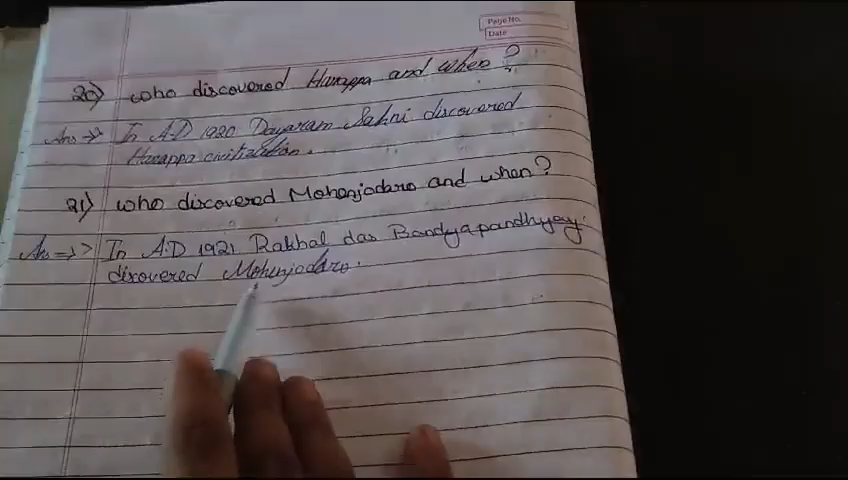 Page No.
Date
20) who discovered Harappa and when?
Ans => In A.D 1920 Dayaram Sahni discovered
Harappa civilization.
21) who discovered Mohenjodaro and when?
Ans => In A.D 1921 Rakhal das Bandyapandhyay
discovered Mohenjodaro.